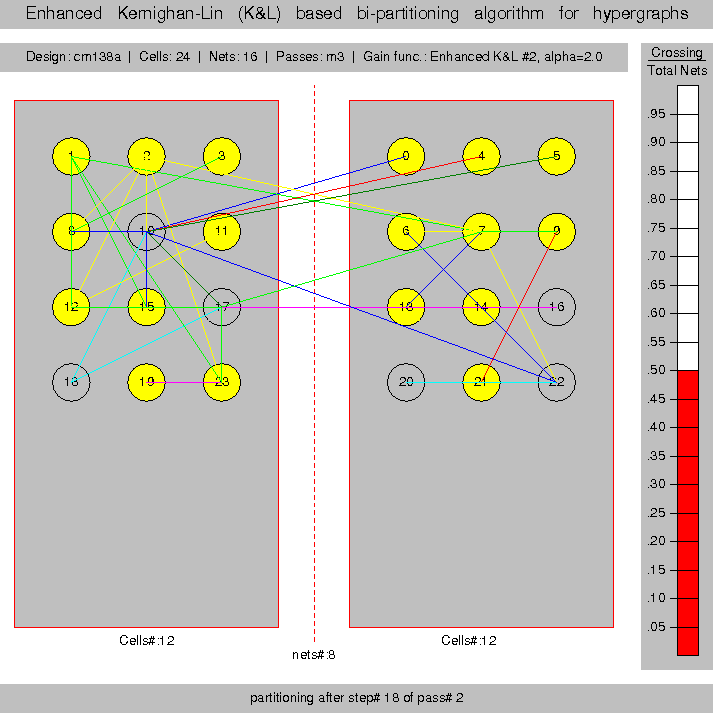 Enhanced Kernighan-Lin (K&L) based bi-partitioning algorithm for hypergraphs
Design: cm138a | Cells: 24 | Nets: 16 | Passes: m3 | Gain func.: Enhanced K&L #2, alpha=2.0
Crossing
Total Nets
1 2 3 0 4 5
8 10 11 6 7 9
12 15 17 13 14 16
18 19 23 20 21 22
.95
.90
.85
.80
.75
.70
.65
.60
.55
.50
.45
.40
.35
.30
.25
.20
.15
.10
.05
Cells#:12
Cells#:12
nets#:8
partitioning after step# 18 of pass# 2